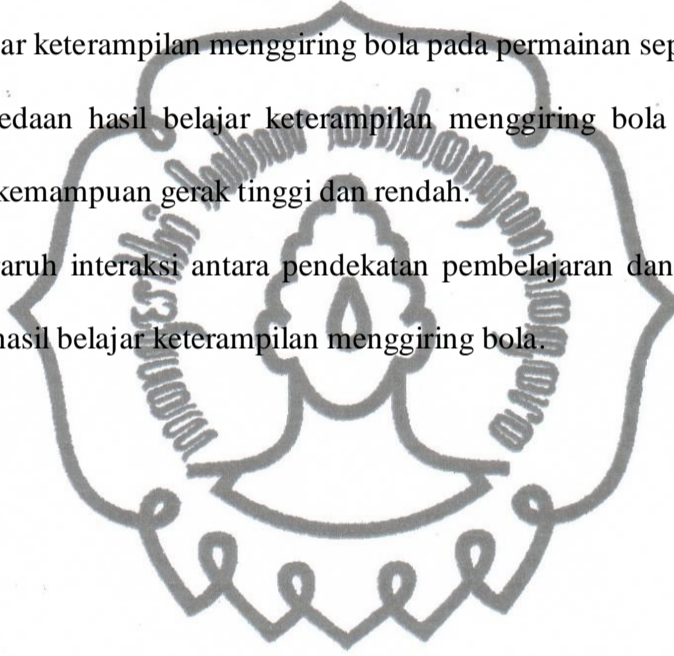 ar keterampilan menggiring bola pada permainan sep
edaan hasil belajar keterampilan menggiring bola
kemampuan gerak tinggi dan rendah.
aruh interaksi antara pendekatan pembelajaran dan
hasil belajar keterampilan menggiring bola.